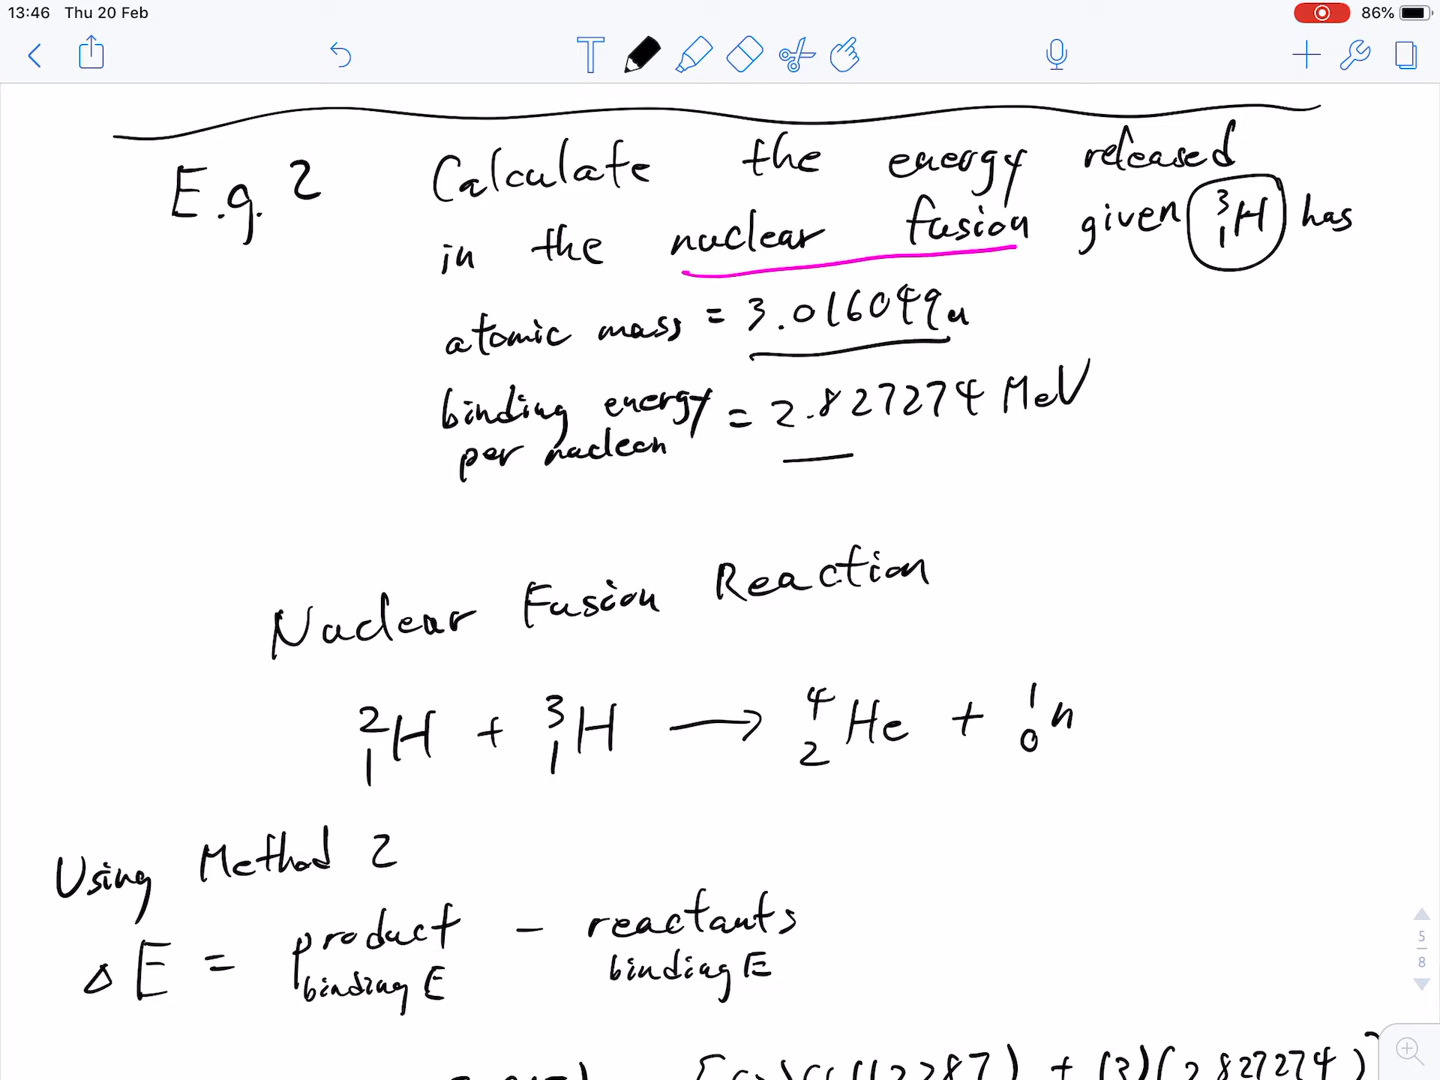 13:46 Thu 20 Feb
86%
T
E.g. 2 Calculate the energy released
in the nuclear fusion given ³₁H has
atomic mass = 3.016049u
binding energy
per nucleon = 2.827274 MeV
Nuclear Fusion Reaction
²₁H + ³₁H ⟶ ⁴₂He + ¹₀n
Using Method 2
ΔE = product - reactants
binding E binding E
+ (3)(2.827274)
5
8